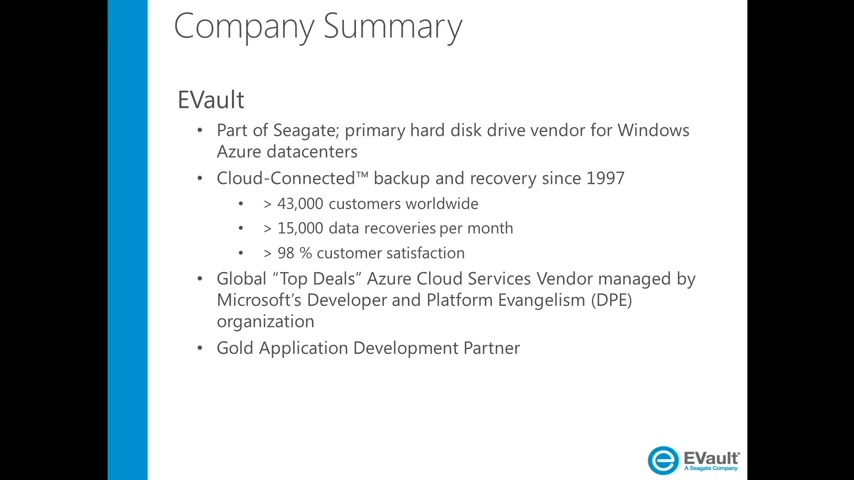 Company Summary
EVault
• Part of Seagate; primary hard disk drive vendor for Windows
Azure datacenters
• Cloud-Connected™ backup and recovery since 1997
• > 43,000 customers worldwide
• > 15,000 data recoveries per month
• > 98 % customer satisfaction
• Global “Top Deals” Azure Cloud Services Vendor managed by
Microsoft’s Developer and Platform Evangelism (DPE)
organization
• Gold Application Development Partner
EVault
A Seagate Company